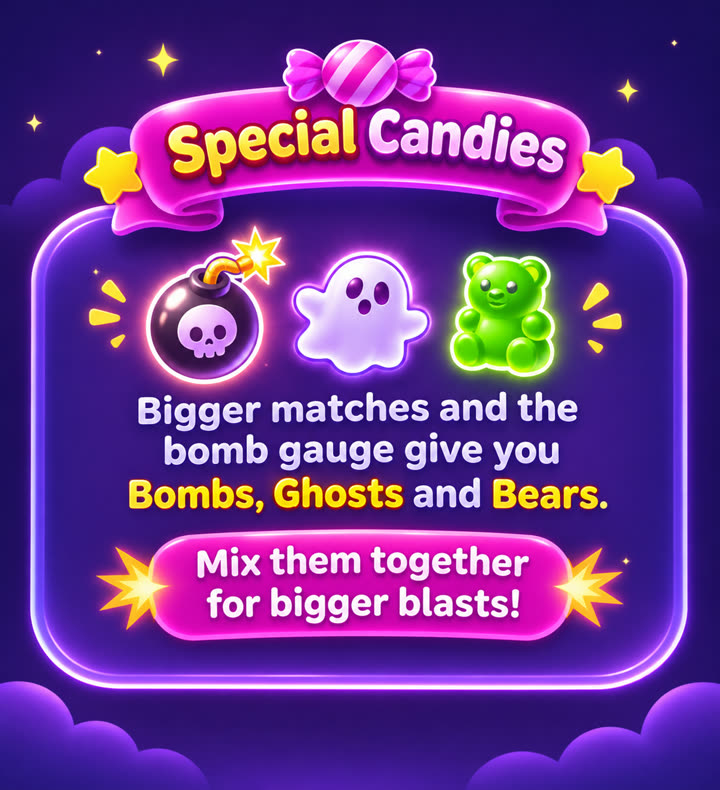 Special Candies
Bigger matches and the
bomb gauge give you
Bombs, Ghosts and Bears.
Mix them together
for bigger blasts!